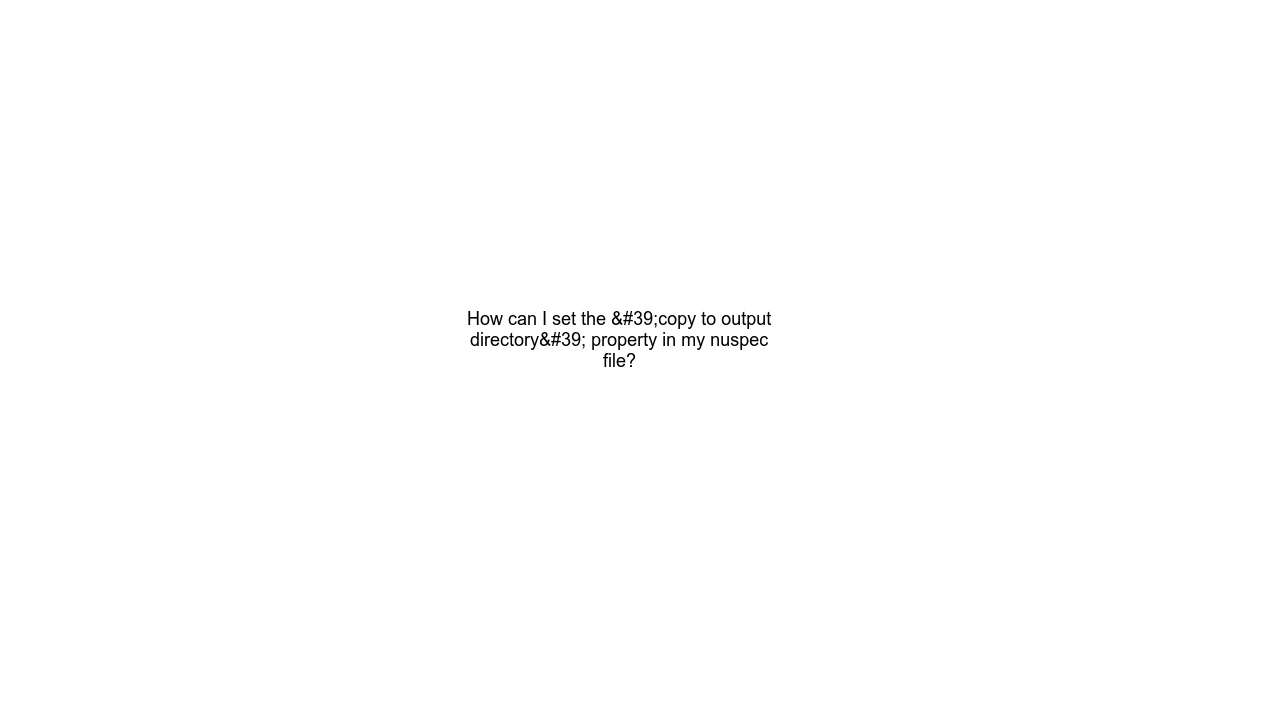 How can I set the &#39;copy to output
directory&#39; property in my nuspec
file?